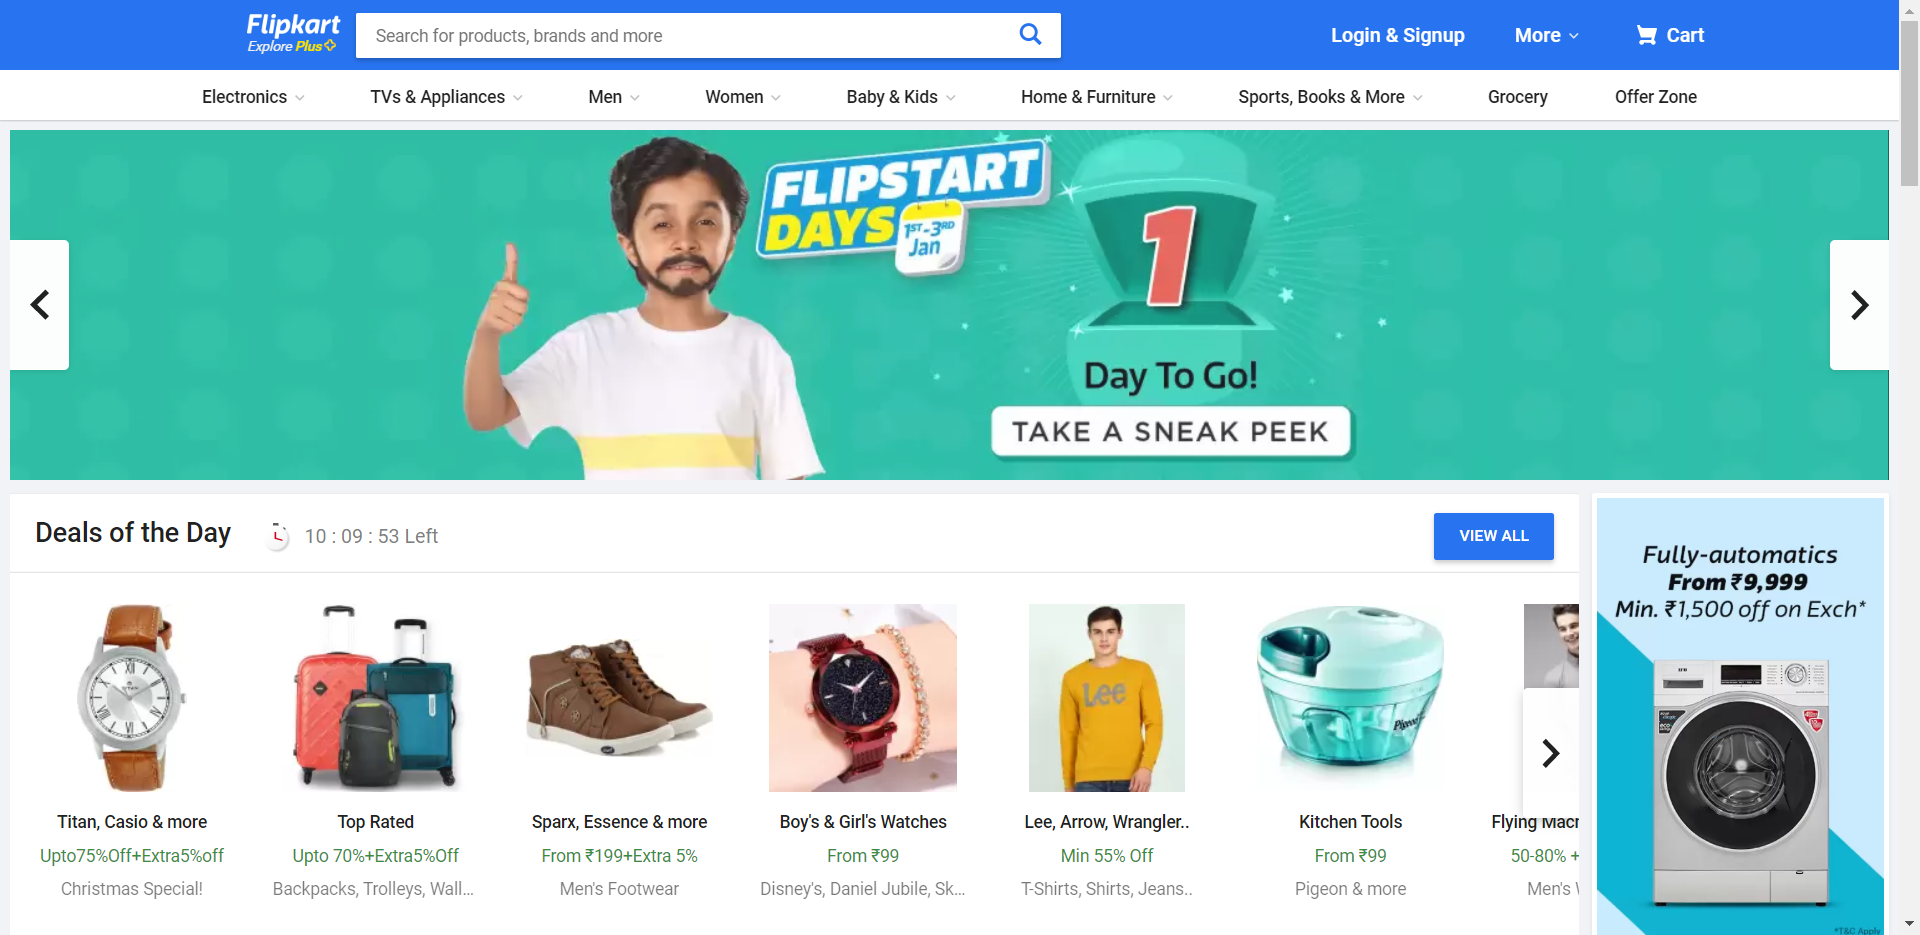 Flipkart
Explore Plus
Search for products, brands and more
Login & Signup
More
Cart
Electronics
TVs & Appliances
Men
Women
Baby & Kids
Home & Furniture
Sports, Books & More
Grocery
Offer Zone
FLIPSTART
DAYS
1ST-3RD
Jan
1
Day To Go!
TAKE A SNEAK PEEK
Deals of the Day
10 : 09 : 53 Left
VIEW ALL
Titan, Casio & more
Upto75%Off+Extra5%off
Christmas Special!
Top Rated
Upto 70%+Extra5%Off
Backpacks, Trolleys, Wall...
Sparx, Essence & more
From ₹199+Extra 5%
Men's Footwear
Boy's & Girl's Watches
From ₹99
Disney's, Daniel Jubile, Sk...
Lee
Lee, Arrow, Wrangler..
Min 55% Off
T-Shirts, Shirts, Jeans..
Pigeon
Kitchen Tools
From ₹99
Pigeon & more
Flying Macr
50-80% +
Men's
Fully-automatics
From ₹9,999
Min. ₹1,500 off on Exch*
IFB
*T&C Apply